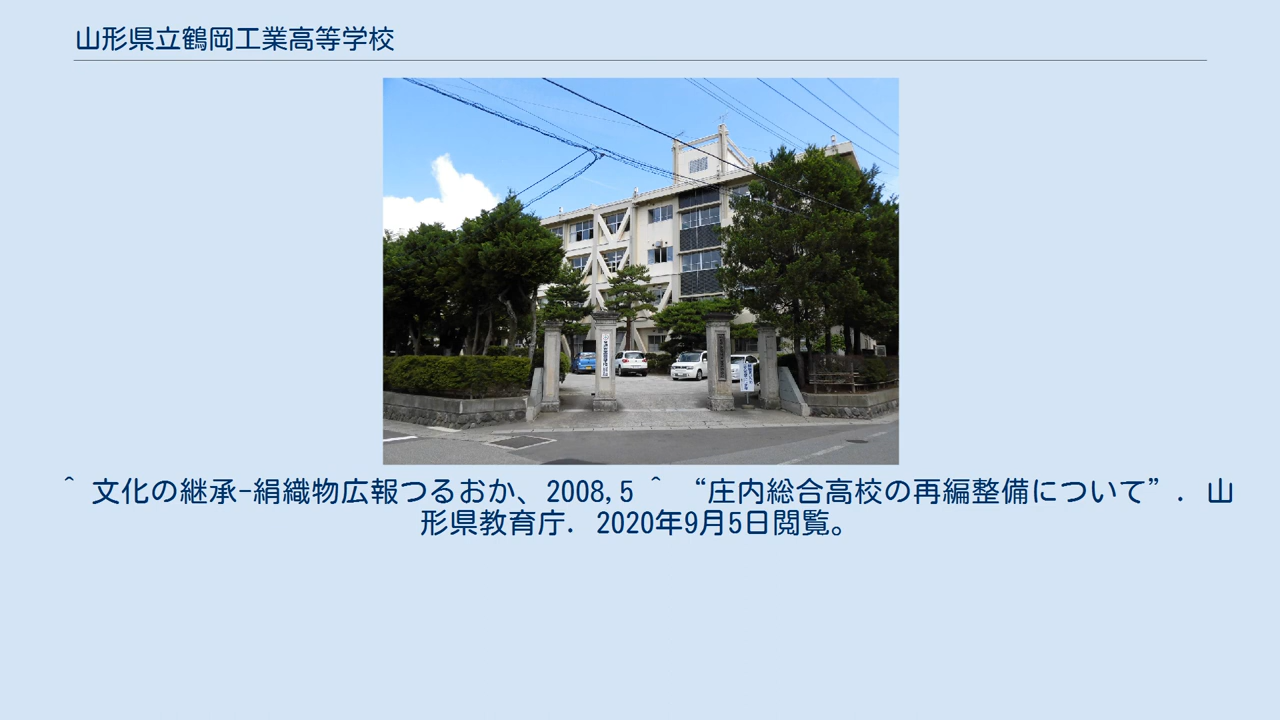 山形県立鶴岡工業高等学校
^ 文化の継承-絹織物広報つるおか、2008,5 ^ “庄内総合高校の再編整備について”. 山
形県教育庁. 2020年9月5日閲覧。